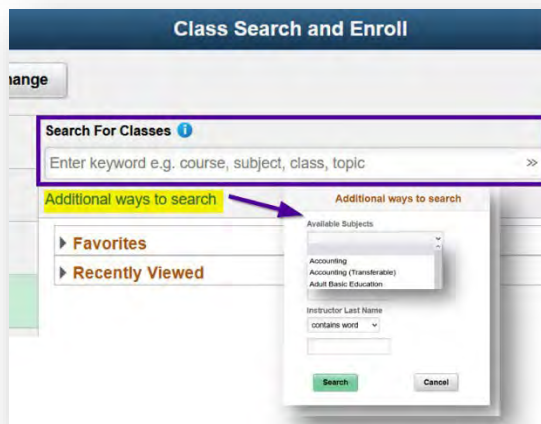 Class Search and Enroll
hange
Search For Classes
Enter keyword e.g. course, subject, class, topic »
Additional ways to search
Favorites
Recently Viewed
Additional ways to search
Available Subjects
Accounting
Accounting (Transferable)
Adult Basic Education
Instructor Last Name
contains word
Search Cancel